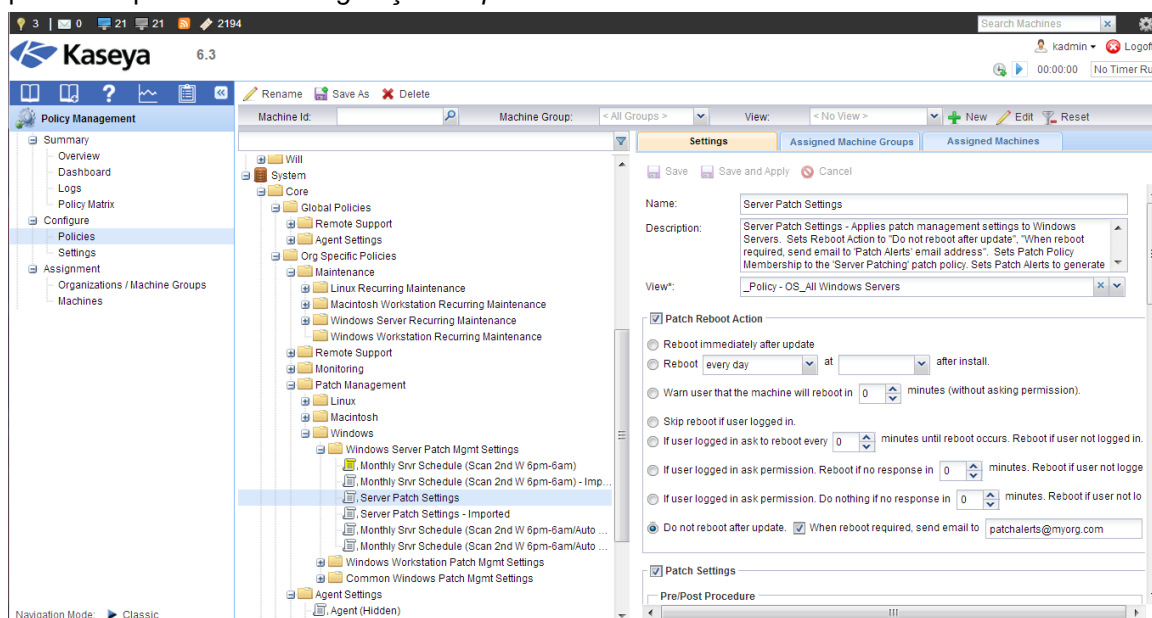 3 0 21 21 2194 Search Machines
Kaseya 6.3 kadmin Logoff
00:00:00 No Timer Ru
Rename Save As Delete
Policy Management Machine Id: Machine Group: < All Groups > View: < No View > New Edit Reset
Summary
Overview
Dashboard
Logs
Policy Matrix
Configure
Policies
Settings
Assignment
Organizations / Machine Groups
Machines
Navigation Mode: Classic
Will
System
Core
Global Policies
Remote Support
Agent Settings
Org Specific Policies
Maintenance
Linux Recurring Maintenance
Macintosh Workstation Recurring Maintenance
Windows Server Recurring Maintenance
Windows Workstation Recurring Maintenance
Remote Support
Monitoring
Patch Management
Linux
Macintosh
Windows
Windows Server Patch Mgmt Settings
Monthly Srvr Schedule (Scan 2nd W 6pm-6am)
Monthly Srvr Schedule (Scan 2nd W 6pm-6am) - Imp...
Server Patch Settings
Server Patch Settings - Imported
Monthly Srvr Schedule (Scan 2nd W 6pm-6am/Auto ...
Monthly Srvr Schedule (Scan 2nd W 6pm-6am/Auto ...
Windows Workstation Patch Mgmt Settings
Common Windows Patch Mgmt Settings
Agent Settings
Agent (Hidden)
Settings Assigned Machine Groups Assigned Machines
Save Save and Apply Cancel
Name: Server Patch Settings
Description: Server Patch Settings - Applies patch management settings to Windows
Servers. Sets Reboot Action to "Do not reboot after update", "When reboot
required, send email to 'Patch Alerts' email address". Sets Patch Policy
Membership to the 'Server Patching' patch policy. Sets Patch Alerts to generate
View*: _Policy - OS_All Windows Servers
Patch Reboot Action
Reboot immediately after update
Reboot every day at after install.
Warn user that the machine will reboot in 0 minutes (without asking permission).
Skip reboot if user logged in.
If user logged in ask to reboot every 0 minutes until reboot occurs. Reboot if user not logged in.
If user logged in ask permission. Reboot if no response in 0 minutes. Reboot if user not logge
If user logged in ask permission. Do nothing if no response in 0 minutes. Reboot if user not lo
Do not reboot after update. When reboot required, send email to patchalerts@myorg.com
Patch Settings
Pre/Post Procedure